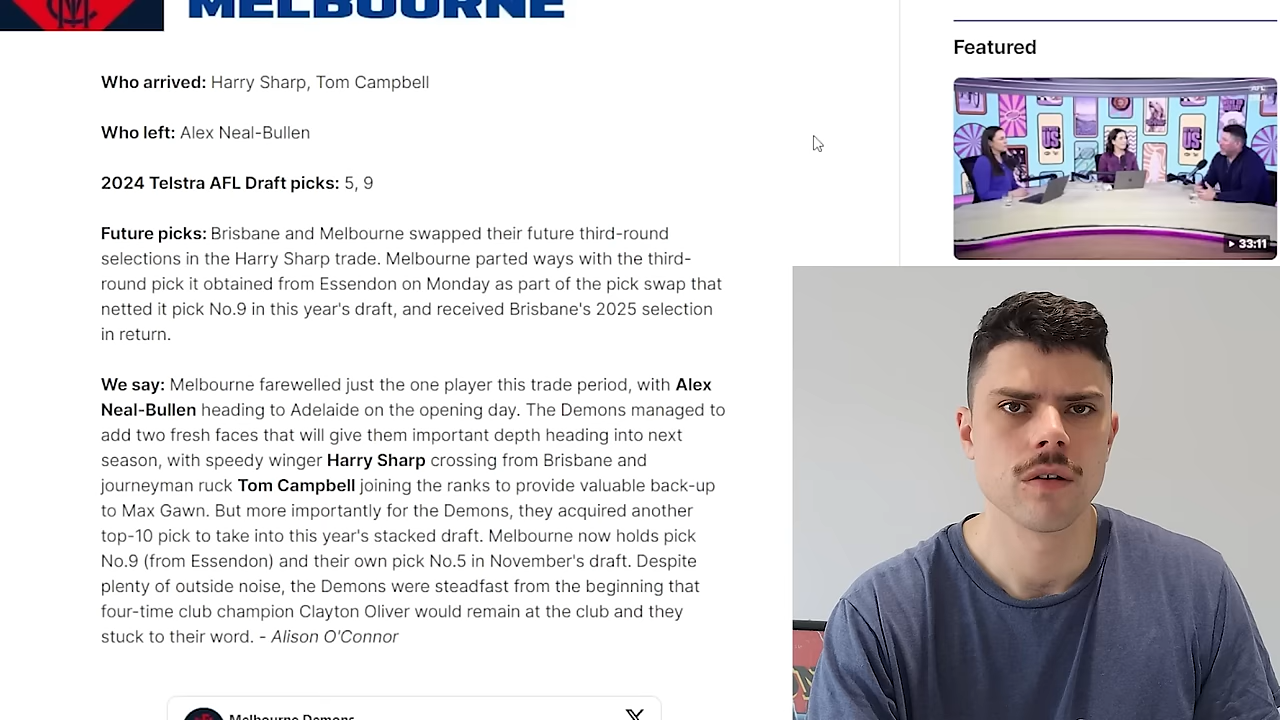 MELBOURNE
Who arrived: Harry Sharp, Tom Campbell
Who left: Alex Neal-Bullen
2024 Telstra AFL Draft picks: 5, 9
Future picks: Brisbane and Melbourne swapped their future third-round
selections in the Harry Sharp trade. Melbourne parted ways with the third-
round pick it obtained from Essendon on Monday as part of the pick swap that
netted it pick No.9 in this year's draft, and received Brisbane's 2025 selection
in return.
We say: Melbourne farewelled just the one player this trade period, with Alex
Neal-Bullen heading to Adelaide on the opening day. The Demons managed to
add two fresh faces that will give them important depth heading into next
season, with speedy winger Harry Sharp crossing from Brisbane and
journeyman ruck Tom Campbell joining the ranks to provide valuable back-up
to Max Gawn. But more importantly for the Demons, they acquired another
top-10 pick to take into this year's stacked draft. Melbourne now holds pick
No.9 (from Essendon) and their own pick No.5 in November's draft. Despite
plenty of outside noise, the Demons were steadfast from the beginning that
four-time club champion Clayton Oliver would remain at the club and they
stuck to their word. - Alison O'Connor
Melbourne Demons
Featured
AFL
US
US
33:11